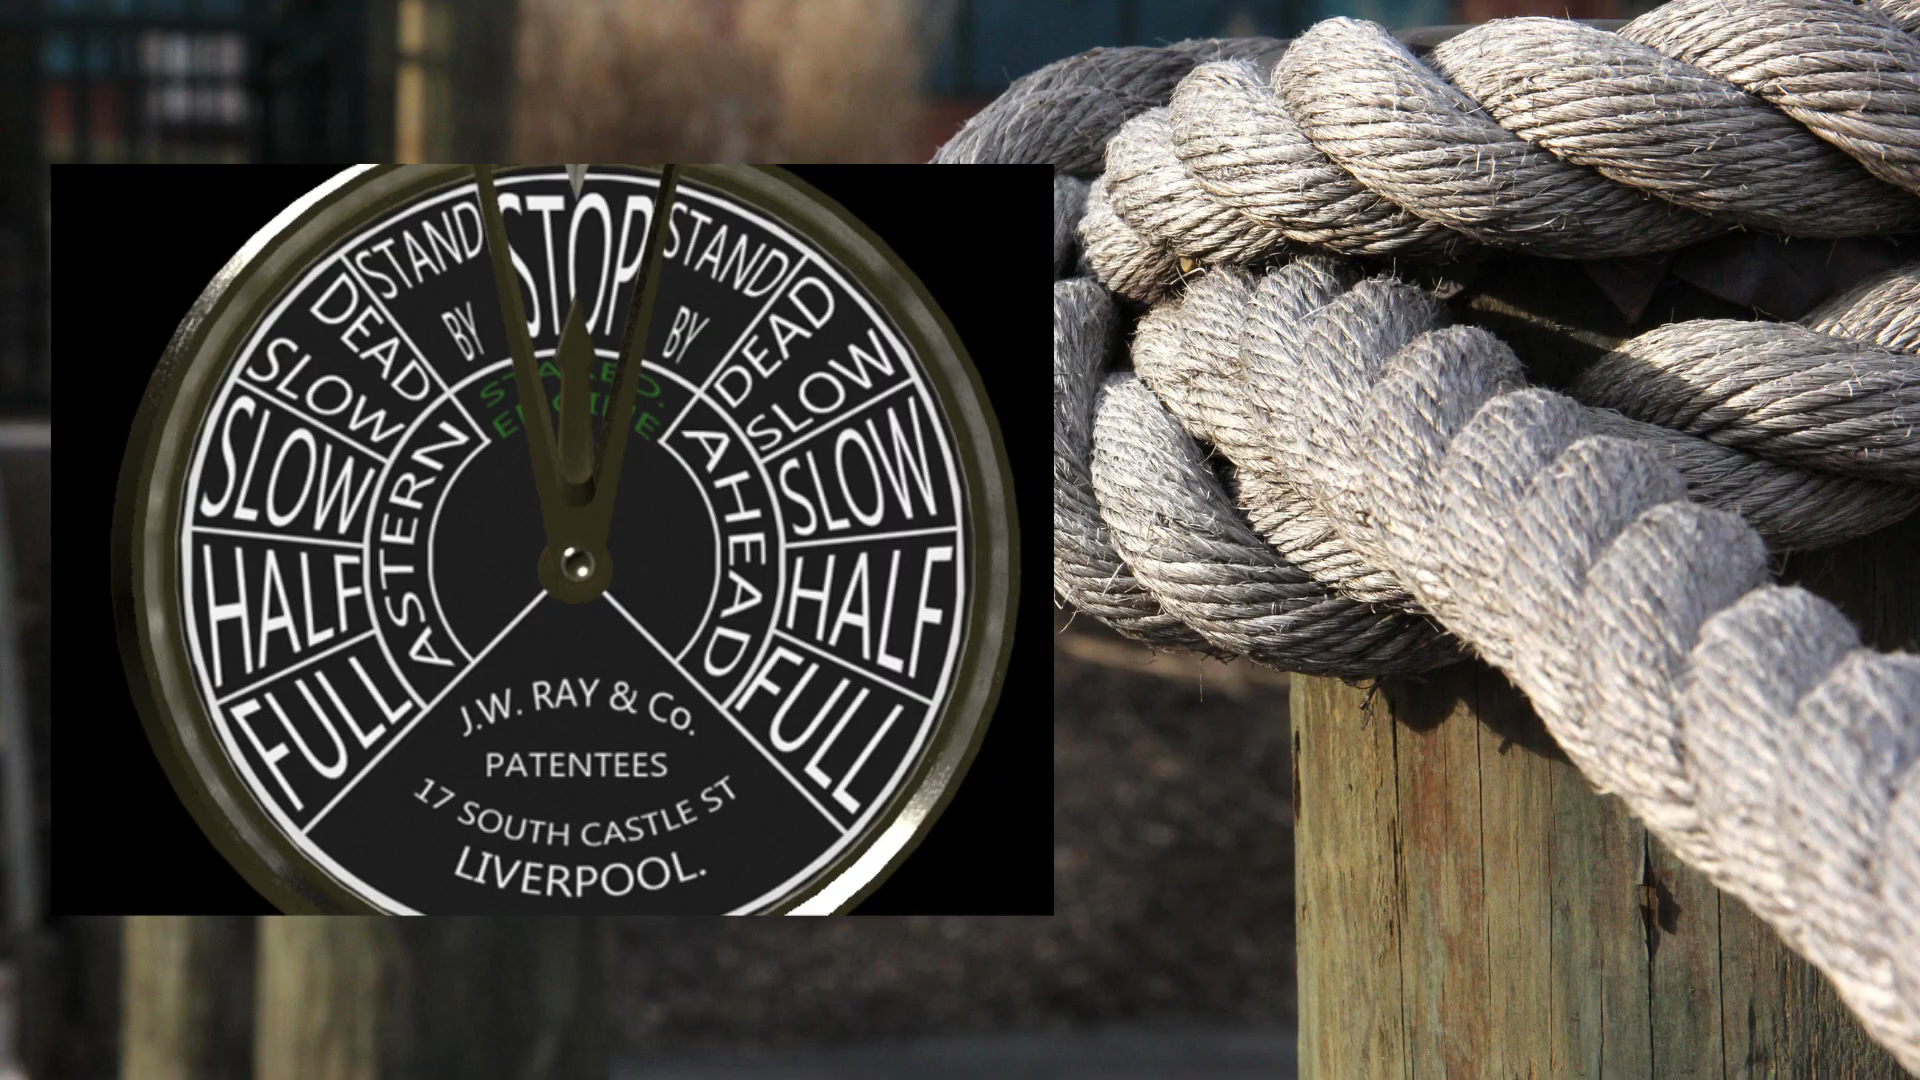 STAND BY
STOP
STAND BY
DEAD SLOW
DEAD SLOW
SLOW
SLOW
HALF
HALF
FULL
FULL
ASTERN
AHEAD
J.W. RAY & Co.
PATENTEES
17 SOUTH CASTLE ST
LIVERPOOL.